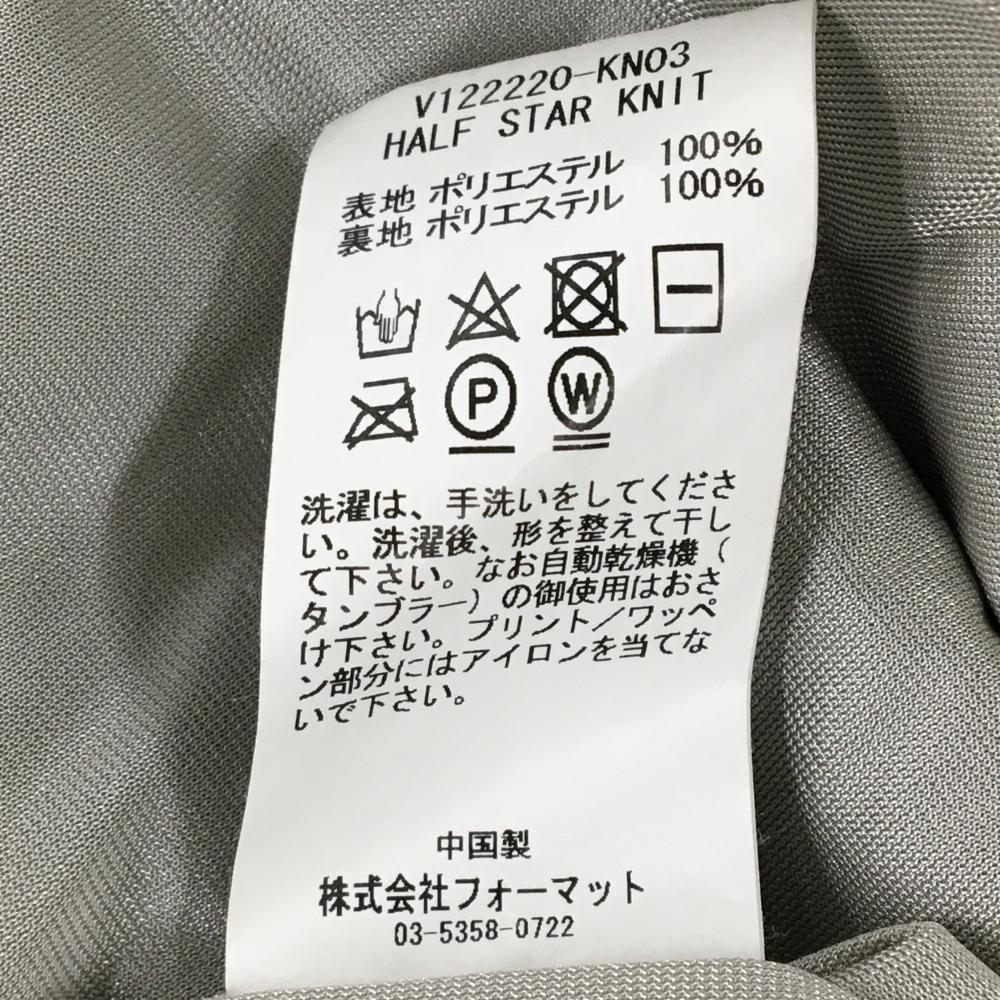 V122220-KN03
HALF STAR KNIT
表地 ポリエステル 100%
裏地 ポリエステル 100%
P W
洗濯は、手洗いをしてくださ
い。洗濯後、形を整えて干し
て下さい。なお自動乾燥機(
タンブラー)の御使用はおさ
け下さい。プリント/ワッペ
ン部分にはアイロンを当てな
いで下さい。
中国製
株式会社フォーマット
03-5358-0722